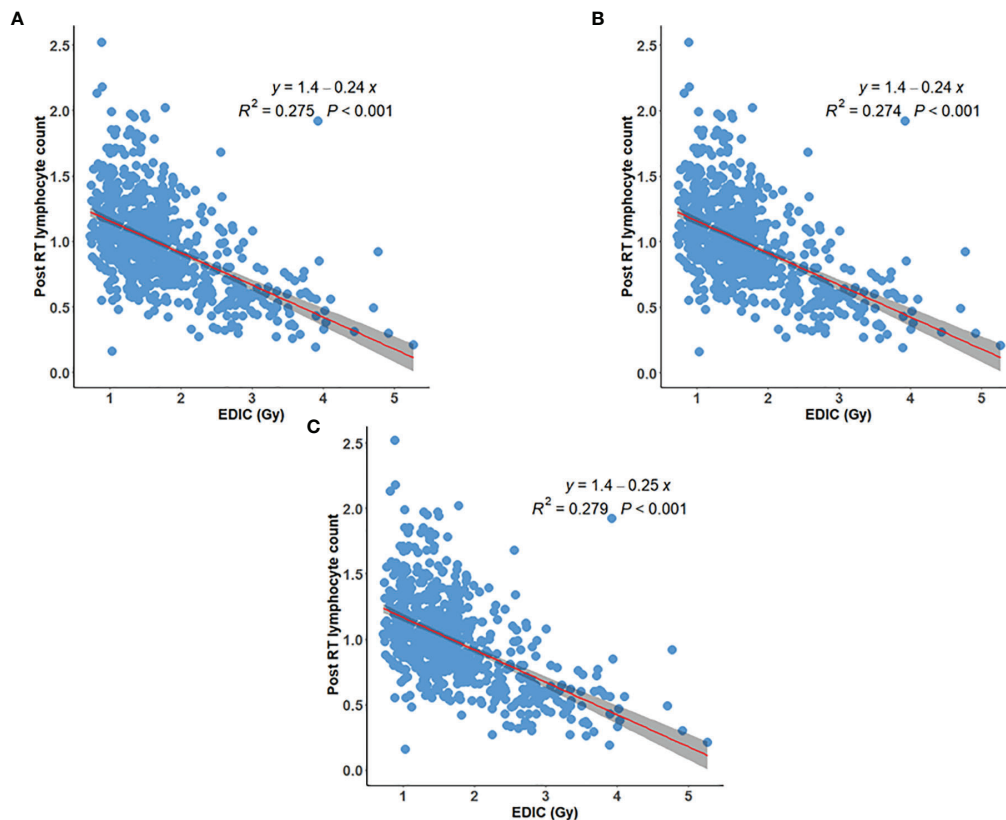 A
Post RT lymphocyte count
2.5
2.0
1.5
1.0
0.5
0.0
y = 1.4 – 0.24 x
R² = 0.275 P < 0.001
1 2 3 4 5
EDIC (Gy)
B
Post RT lymphocyte count
2.5
2.0
1.5
1.0
0.5
0.0
y = 1.4 – 0.24 x
R² = 0.274 P < 0.001
1 2 3 4 5
EDIC (Gy)
C
Post RT lymphocyte count
2.5
2.0
1.5
1.0
0.5
0.0
y = 1.4 – 0.25 x
R² = 0.279 P < 0.001
1 2 3 4 5
EDIC (Gy)